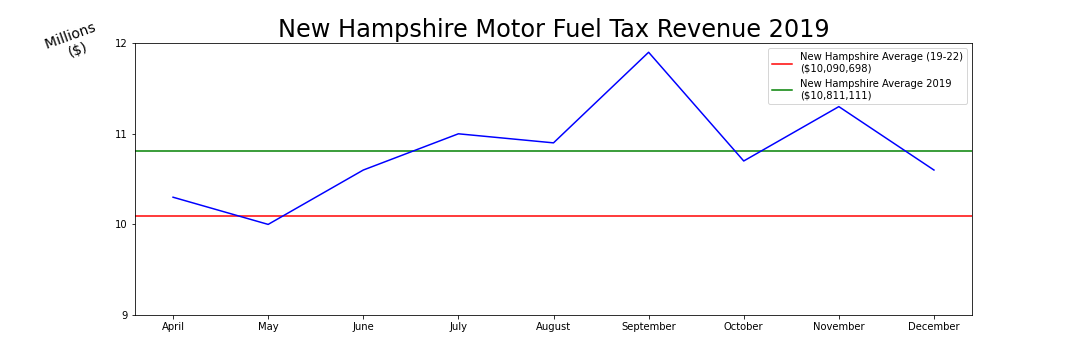 New Hampshire Motor Fuel Tax Revenue 2019
Millions
($)
12
11
10
9
New Hampshire Average (19-22)
($10,090,698)
New Hampshire Average 2019
($10,811,111)
April May June July August September October November December